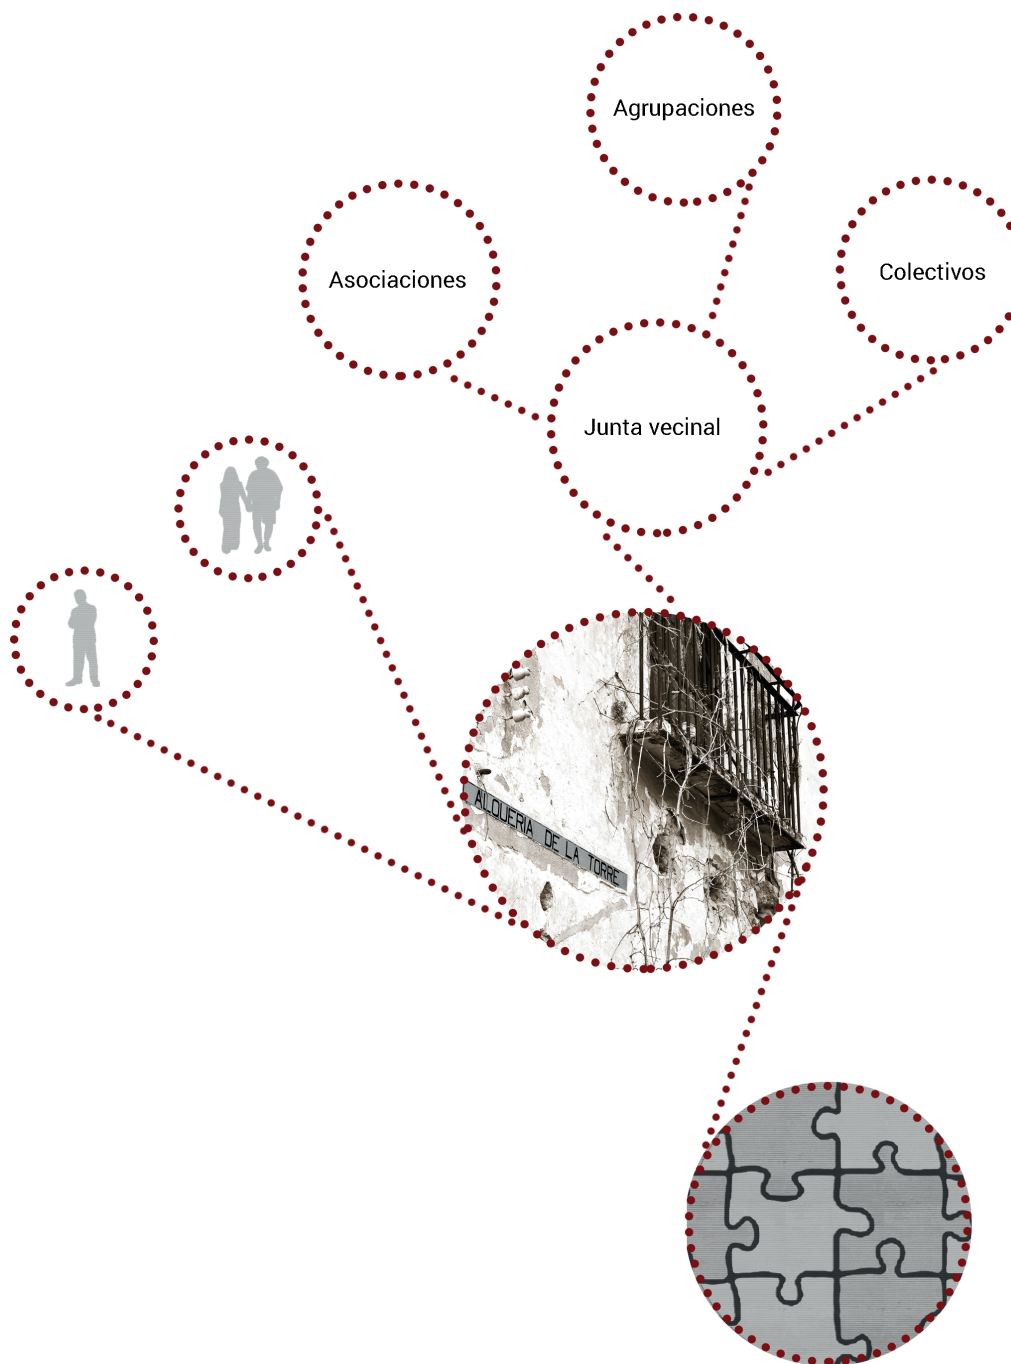 Agrupaciones
Asociaciones
Colectivos
Junta vecinal
ALQUERIA DE LA TORRE